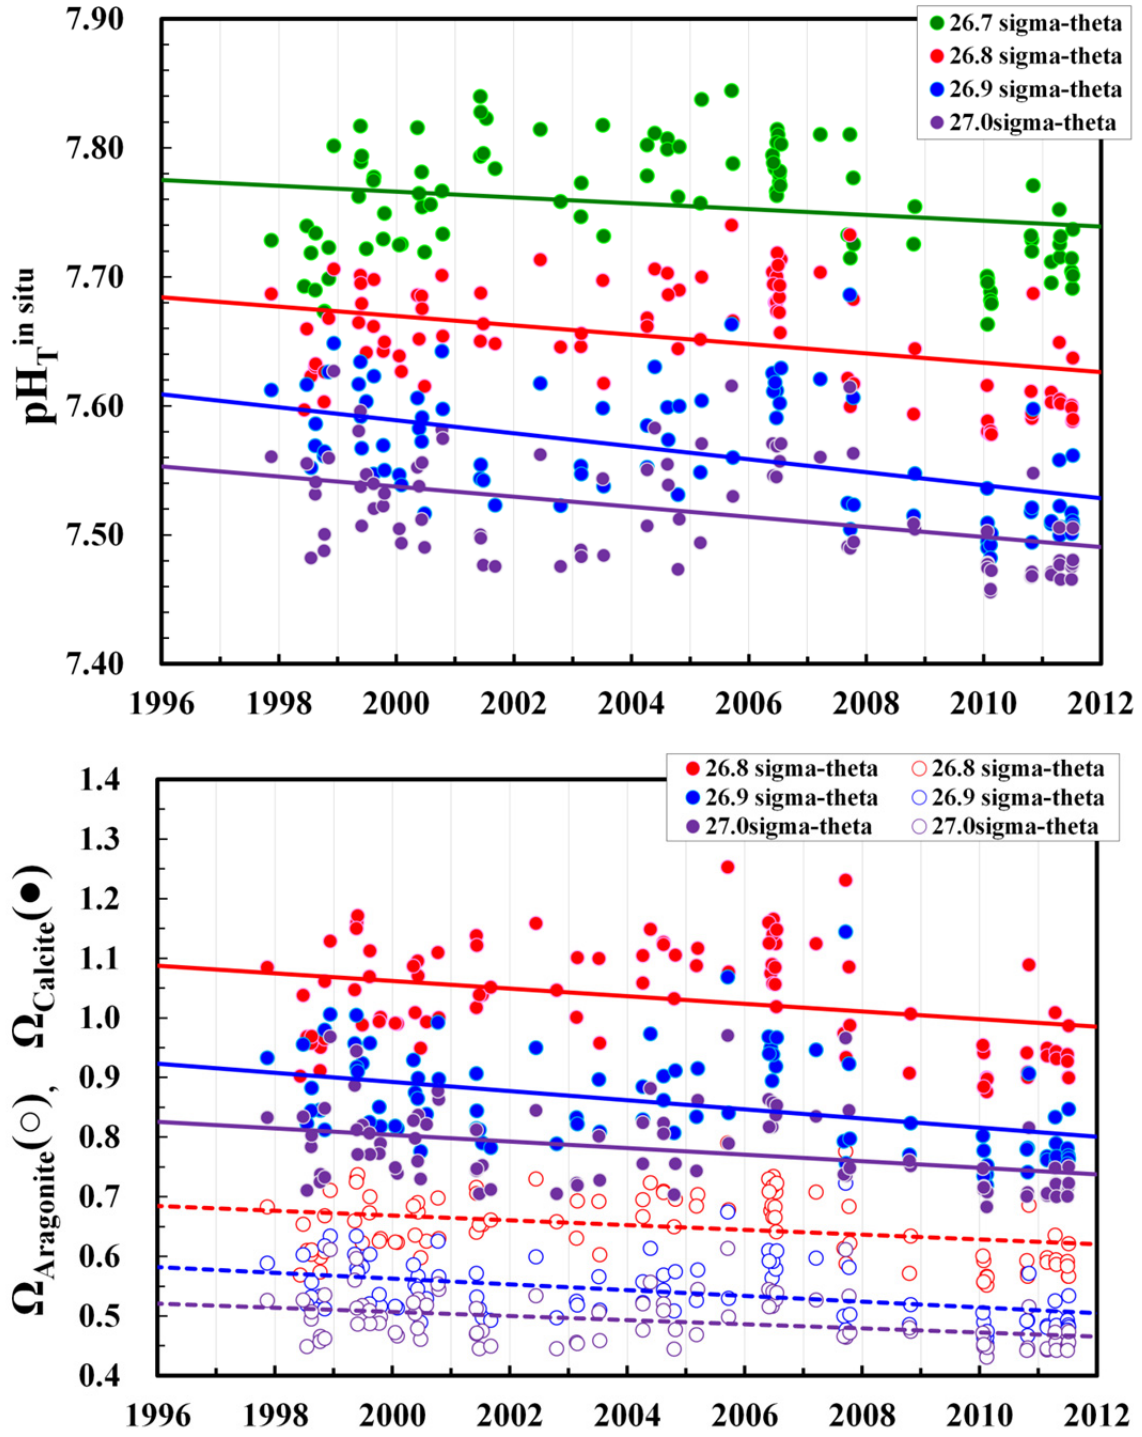 7.90
7.80
7.70
7.60
7.50
7.40
pH_T^in situ
26.7 sigma-theta
26.8 sigma-theta
26.9 sigma-theta
27.0sigma-theta
1996 1998 2000 2002 2004 2006 2008 2010 2012
1.4
1.3
1.2
1.1
1.0
0.9
0.8
0.7
0.6
0.5
0.4
Ω_Aragonite(○), Ω_Calcite(●)
26.8 sigma-theta 26.8 sigma-theta
26.9 sigma-theta 26.9 sigma-theta
27.0sigma-theta 27.0sigma-theta
1996 1998 2000 2002 2004 2006 2008 2010 2012